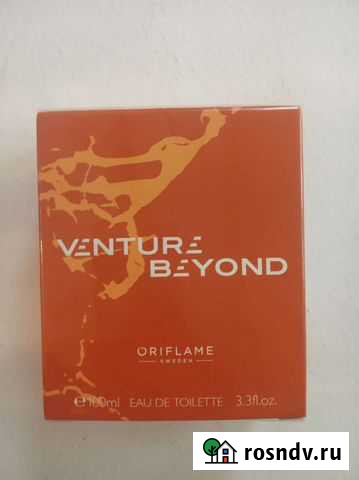 VENTURE
BEYOND
ORIFLAME
SWEDEN
℮100ml EAU DE TOILETTE 3.3fl.oz.
rosndv.ru